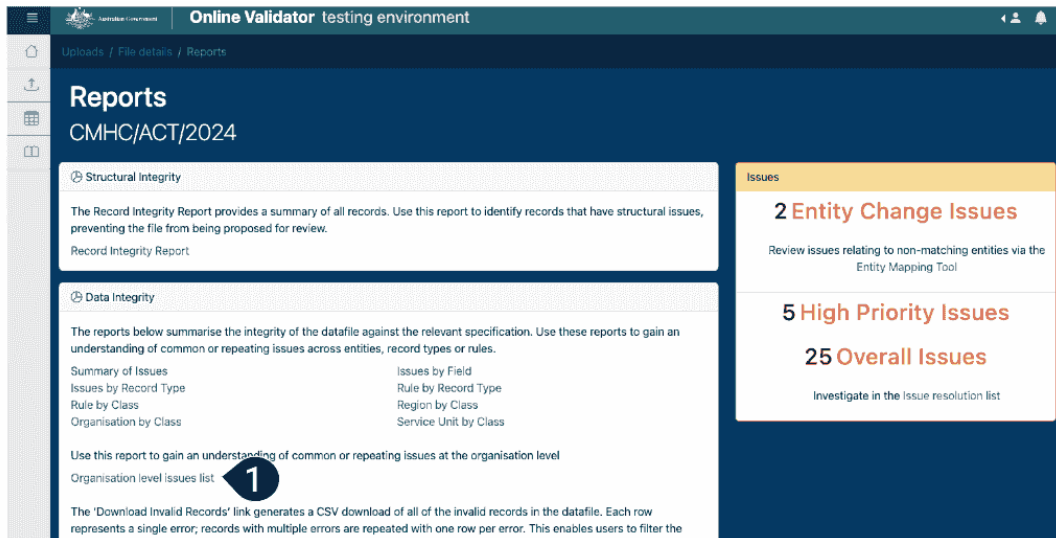 Australian Government
Online Validator testing environment
Uploads / File details / Reports
Reports
CMHC/ACT/2024
Structural Integrity
The Record Integrity Report provides a summary of all records. Use this report to identify records that have structural issues,
preventing the file from being proposed for review.
Record Integrity Report
Data Integrity
The reports below summarise the integrity of the datafile against the relevant specification. Use these reports to gain an
understanding of common or repeating issues across entities, record types or rules.
Summary of Issues
Issues by Record Type
Rule by Class
Organisation by Class
Issues by Field
Rule by Record Type
Region by Class
Service Unit by Class
Use this report to gain an understanding of common or repeating issues at the organisation level
Organisation level issues list
1
The 'Download Invalid Records' link generates a CSV download of all of the invalid records in the datafile. Each row
represents a single error; records with multiple errors are repeated with one row per error. This enables users to filter the
Issues
2 Entity Change Issues
Review issues relating to non-matching entities via the
Entity Mapping Tool
5 High Priority Issues
25 Overall Issues
Investigate in the Issue resolution list